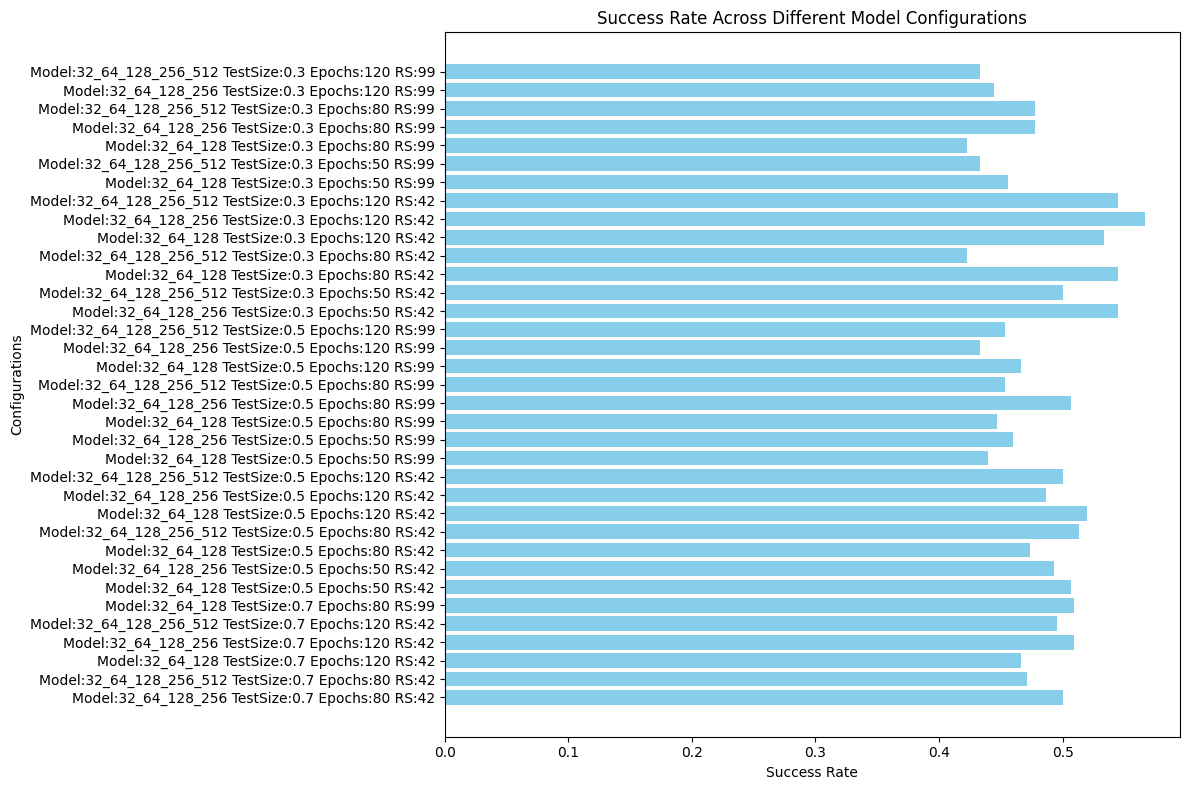 Success Rate Across Different Model Configurations
Model:32_64_128_256_512 TestSize:0.3 Epochs:120 RS:99
Model:32_64_128_256 TestSize:0.3 Epochs:120 RS:99
Model:32_64_128_256_512 TestSize:0.3 Epochs:80 RS:99
Model:32_64_128_256 TestSize:0.3 Epochs:80 RS:99
Model:32_64_128 TestSize:0.3 Epochs:80 RS:99
Model:32_64_128_256_512 TestSize:0.3 Epochs:50 RS:99
Model:32_64_128 TestSize:0.3 Epochs:50 RS:99
Model:32_64_128_256_512 TestSize:0.3 Epochs:120 RS:42
Model:32_64_128_256 TestSize:0.3 Epochs:120 RS:42
Model:32_64_128 TestSize:0.3 Epochs:120 RS:42
Model:32_64_128_256_512 TestSize:0.3 Epochs:80 RS:42
Model:32_64_128 TestSize:0.3 Epochs:80 RS:42
Model:32_64_128_256_512 TestSize:0.3 Epochs:50 RS:42
Model:32_64_128_256 TestSize:0.3 Epochs:50 RS:42
Model:32_64_128_256_512 TestSize:0.5 Epochs:120 RS:99
Model:32_64_128_256 TestSize:0.5 Epochs:120 RS:99
Model:32_64_128 TestSize:0.5 Epochs:120 RS:99
Model:32_64_128_256_512 TestSize:0.5 Epochs:80 RS:99
Model:32_64_128_256 TestSize:0.5 Epochs:80 RS:99
Model:32_64_128 TestSize:0.5 Epochs:80 RS:99
Model:32_64_128_256 TestSize:0.5 Epochs:50 RS:99
Model:32_64_128 TestSize:0.5 Epochs:50 RS:99
Model:32_64_128_256_512 TestSize:0.5 Epochs:120 RS:42
Model:32_64_128_256 TestSize:0.5 Epochs:120 RS:42
Model:32_64_128 TestSize:0.5 Epochs:120 RS:42
Model:32_64_128_256_512 TestSize:0.5 Epochs:80 RS:42
Model:32_64_128 TestSize:0.5 Epochs:80 RS:42
Model:32_64_128_256 TestSize:0.5 Epochs:50 RS:42
Model:32_64_128 TestSize:0.5 Epochs:50 RS:42
Model:32_64_128 TestSize:0.7 Epochs:80 RS:99
Model:32_64_128_256_512 TestSize:0.7 Epochs:120 RS:42
Model:32_64_128_256 TestSize:0.7 Epochs:120 RS:42
Model:32_64_128 TestSize:0.7 Epochs:120 RS:42
Model:32_64_128_256_512 TestSize:0.7 Epochs:80 RS:42
Model:32_64_128_256 TestSize:0.7 Epochs:80 RS:42
Configurations
0.0 0.1 0.2 0.3 0.4 0.5
Success Rate